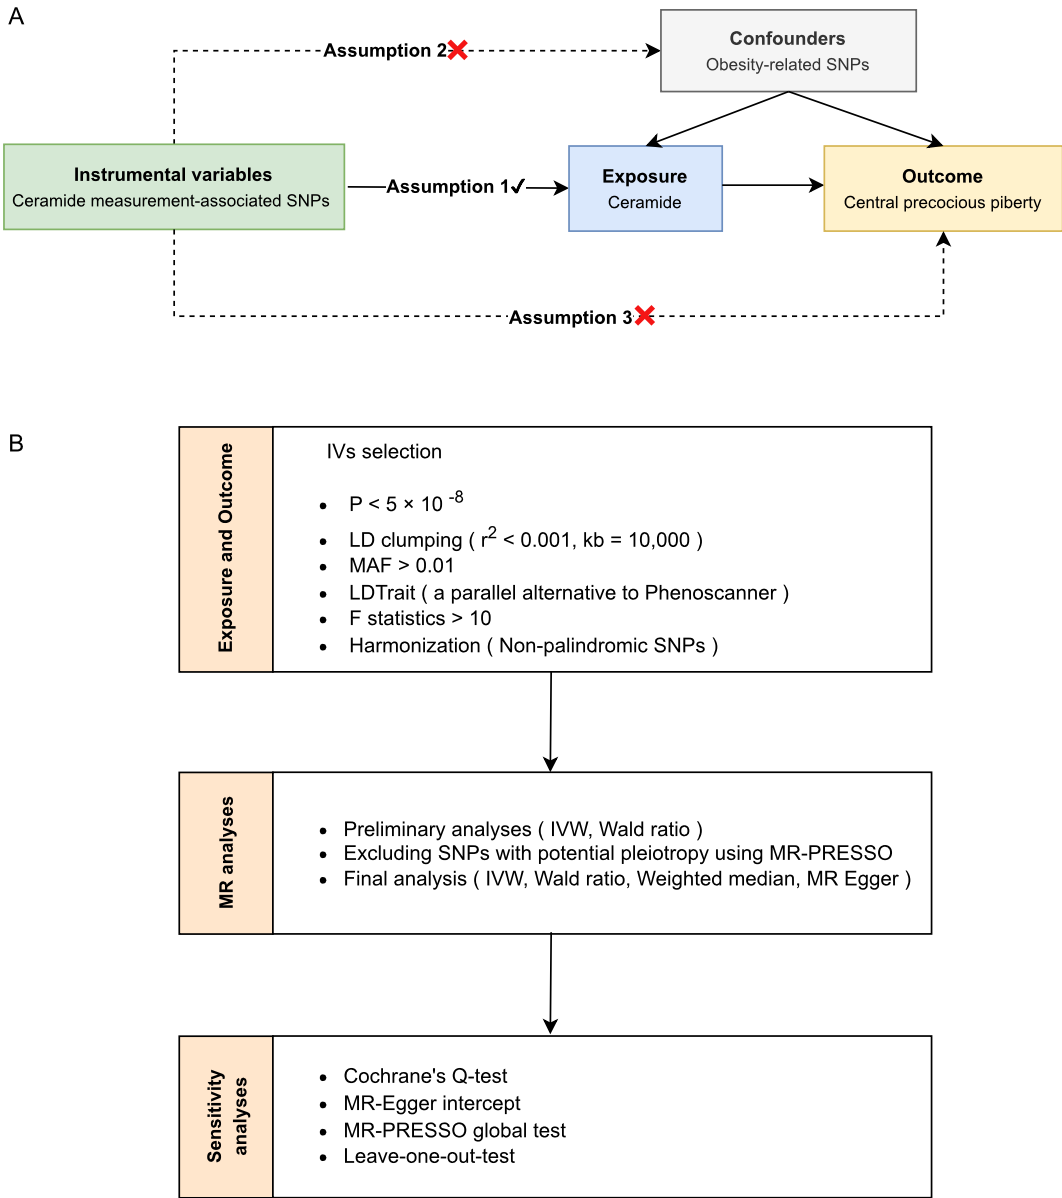 A
Assumption 2
Confounders
Obesity-related SNPs
Instrumental variables
Ceramide measurement-associated SNPs
Assumption 1✓
Exposure
Ceramide
Outcome
Central precocious piberty
Assumption 3
B
Exposure and Outcome
IVs selection
• P < 5 × 10 -8
• LD clumping ( r2 < 0.001, kb = 10,000 )
• MAF > 0.01
• LDTrait ( a parallel alternative to Phenoscanner )
• F statistics > 10
• Harmonization ( Non-palindromic SNPs )
MR analyses
• Preliminary analyses ( IVW, Wald ratio )
• Excluding SNPs with potential pleiotropy using MR-PRESSO
• Final analysis ( IVW, Wald ratio, Weighted median, MR Egger )
Sensitivity
analyses
• Cochrane's Q-test
• MR-Egger intercept
• MR-PRESSO global test
• Leave-one-out-test